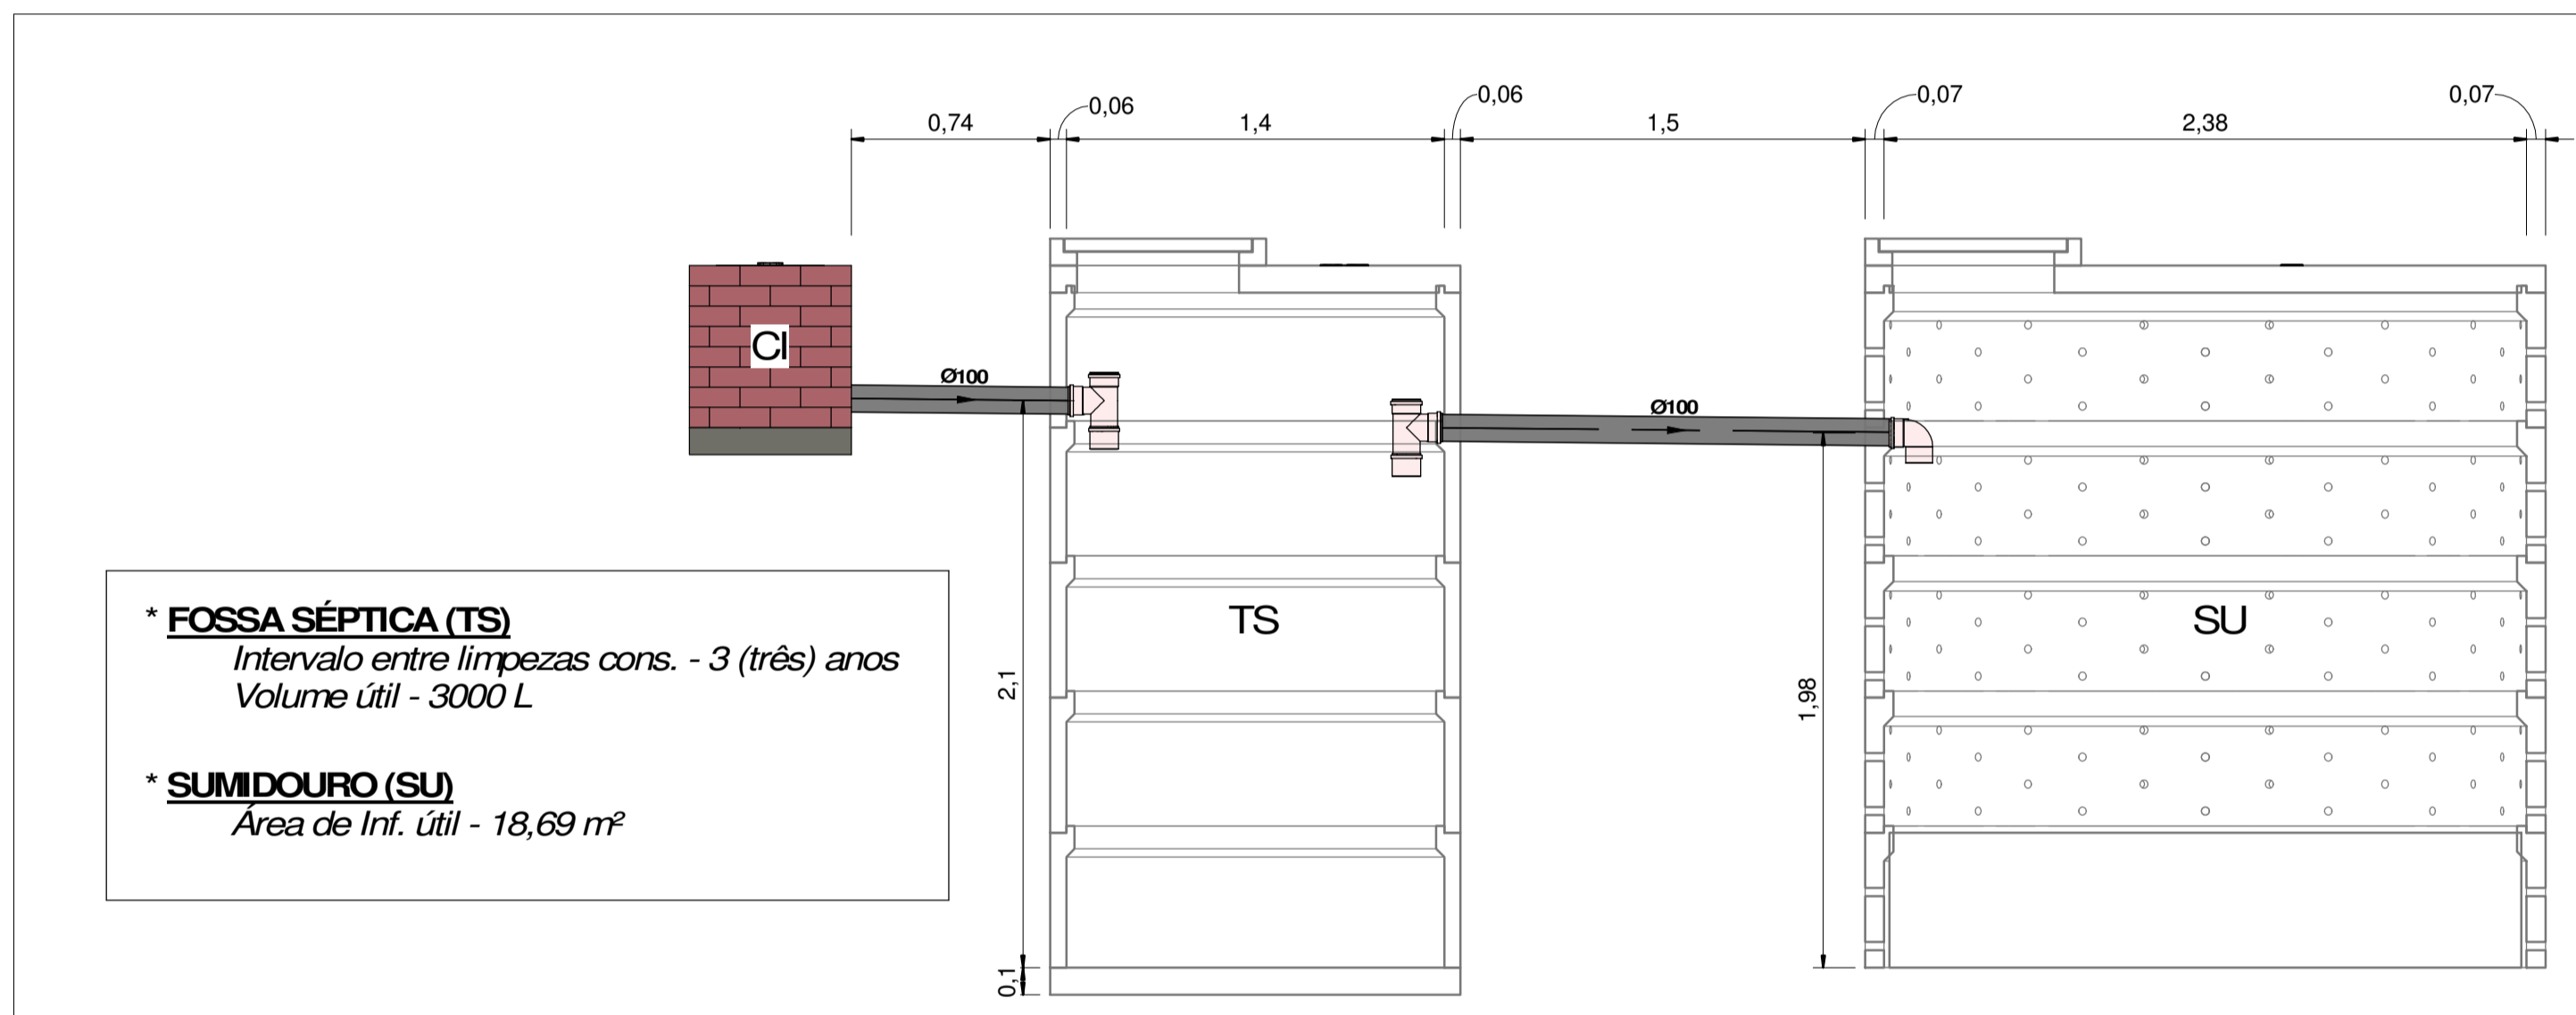 0,74
0,06
1,4
0,06
1,5
0,07
2,38
0,07
CI
Ø100
Ø100
TS
SU
2,1
0,1
1,98
* FOSSA SÉPTICA (TS)
Intervalo entre limpezas cons. - 3 (três) anos
Volume útil - 3000 L
* SUMIDOURO (SU)
Área de Inf. útil - 18,69 m²